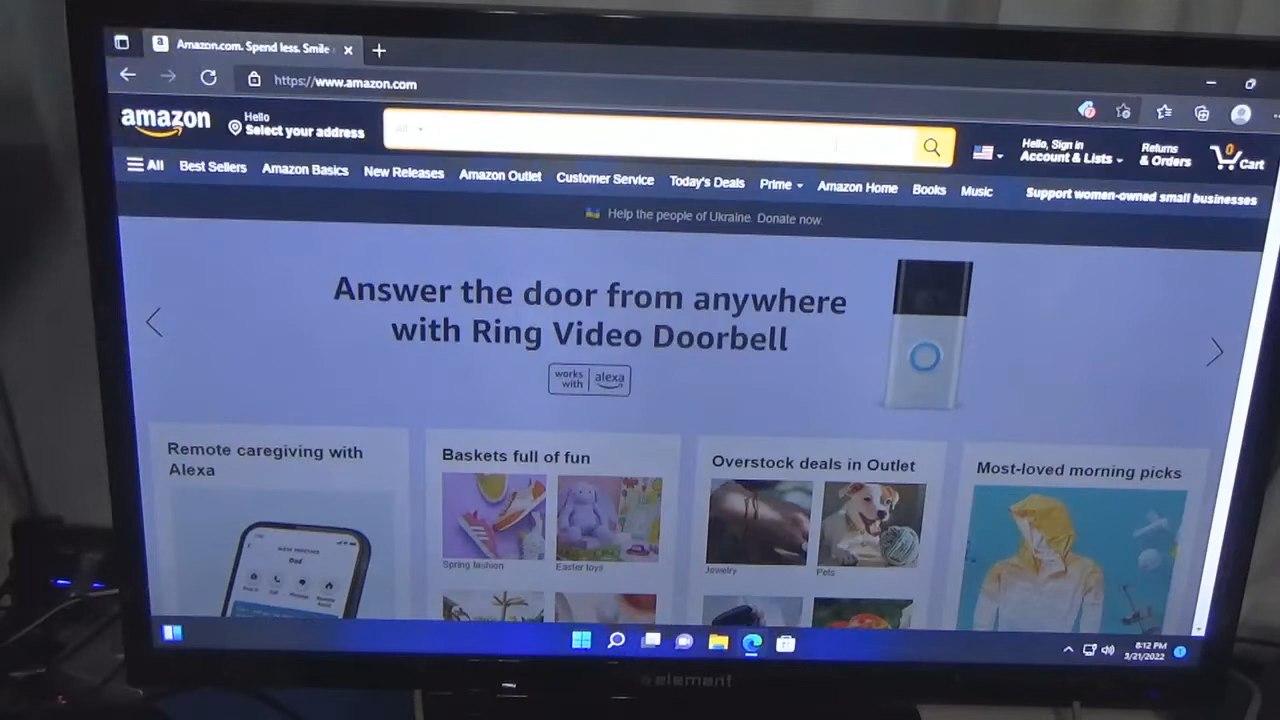 Amazon.com. Spend less. Smile
https://www.amazon.com
amazon
Hello
Select your address
All
Hello, Sign in
Account & Lists
Returns
& Orders
0
Cart
All
Best Sellers
Amazon Basics
New Releases
Amazon Outlet
Customer Service
Today's Deals
Prime
Amazon Home
Books
Music
Support women-owned small businesses
Help the people of Ukraine. Donate now.
Answer the door from anywhere
with Ring Video Doorbell
works
with
alexa
Remote caregiving with
Alexa
Dad
Baskets full of fun
Spring fashion
Easter toys
Overstock deals in Outlet
Jewelry
Pets
Most-loved morning picks
8:12 PM
3/21/2022
element